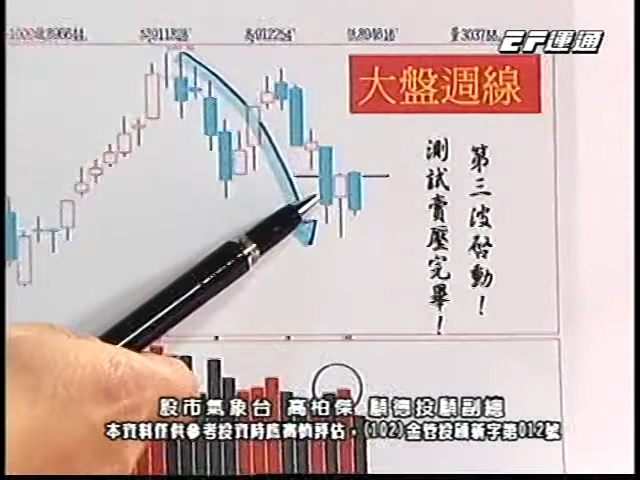 ET運通
大盤週線
第三波啓動!
測試賣壓完畢!
股市氣象台 高柏傑 顧德投顧副總
本資料僅供參考投資時應審慎評估,(102)金管投顧新字第012號